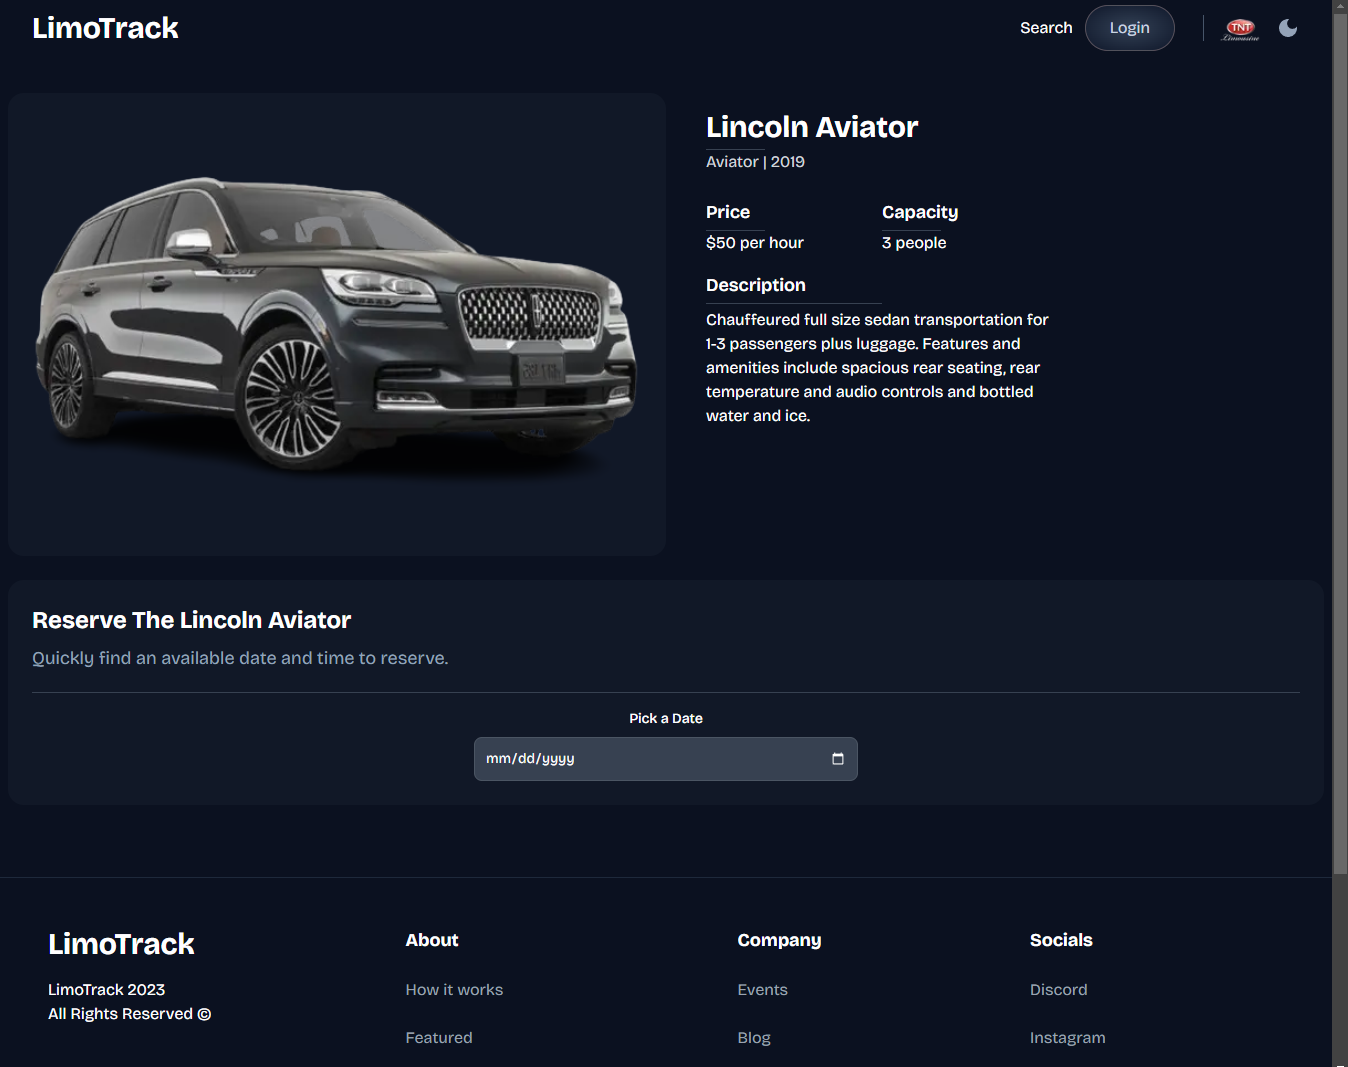 LimoTrack
Search
Login
TNT
Limousine
Lincoln Aviator
Aviator | 2019
Price
Capacity
$50 per hour
3 people
Description
Chauffeured full size sedan transportation for
1-3 passengers plus luggage. Features and
amenities include spacious rear seating, rear
temperature and audio controls and bottled
water and ice.
Reserve The Lincoln Aviator
Quickly find an available date and time to reserve.
Pick a Date
mm/dd/yyyy
LimoTrack
LimoTrack 2023
All Rights Reserved ©
About
How it works
Featured
Company
Events
Blog
Socials
Discord
Instagram